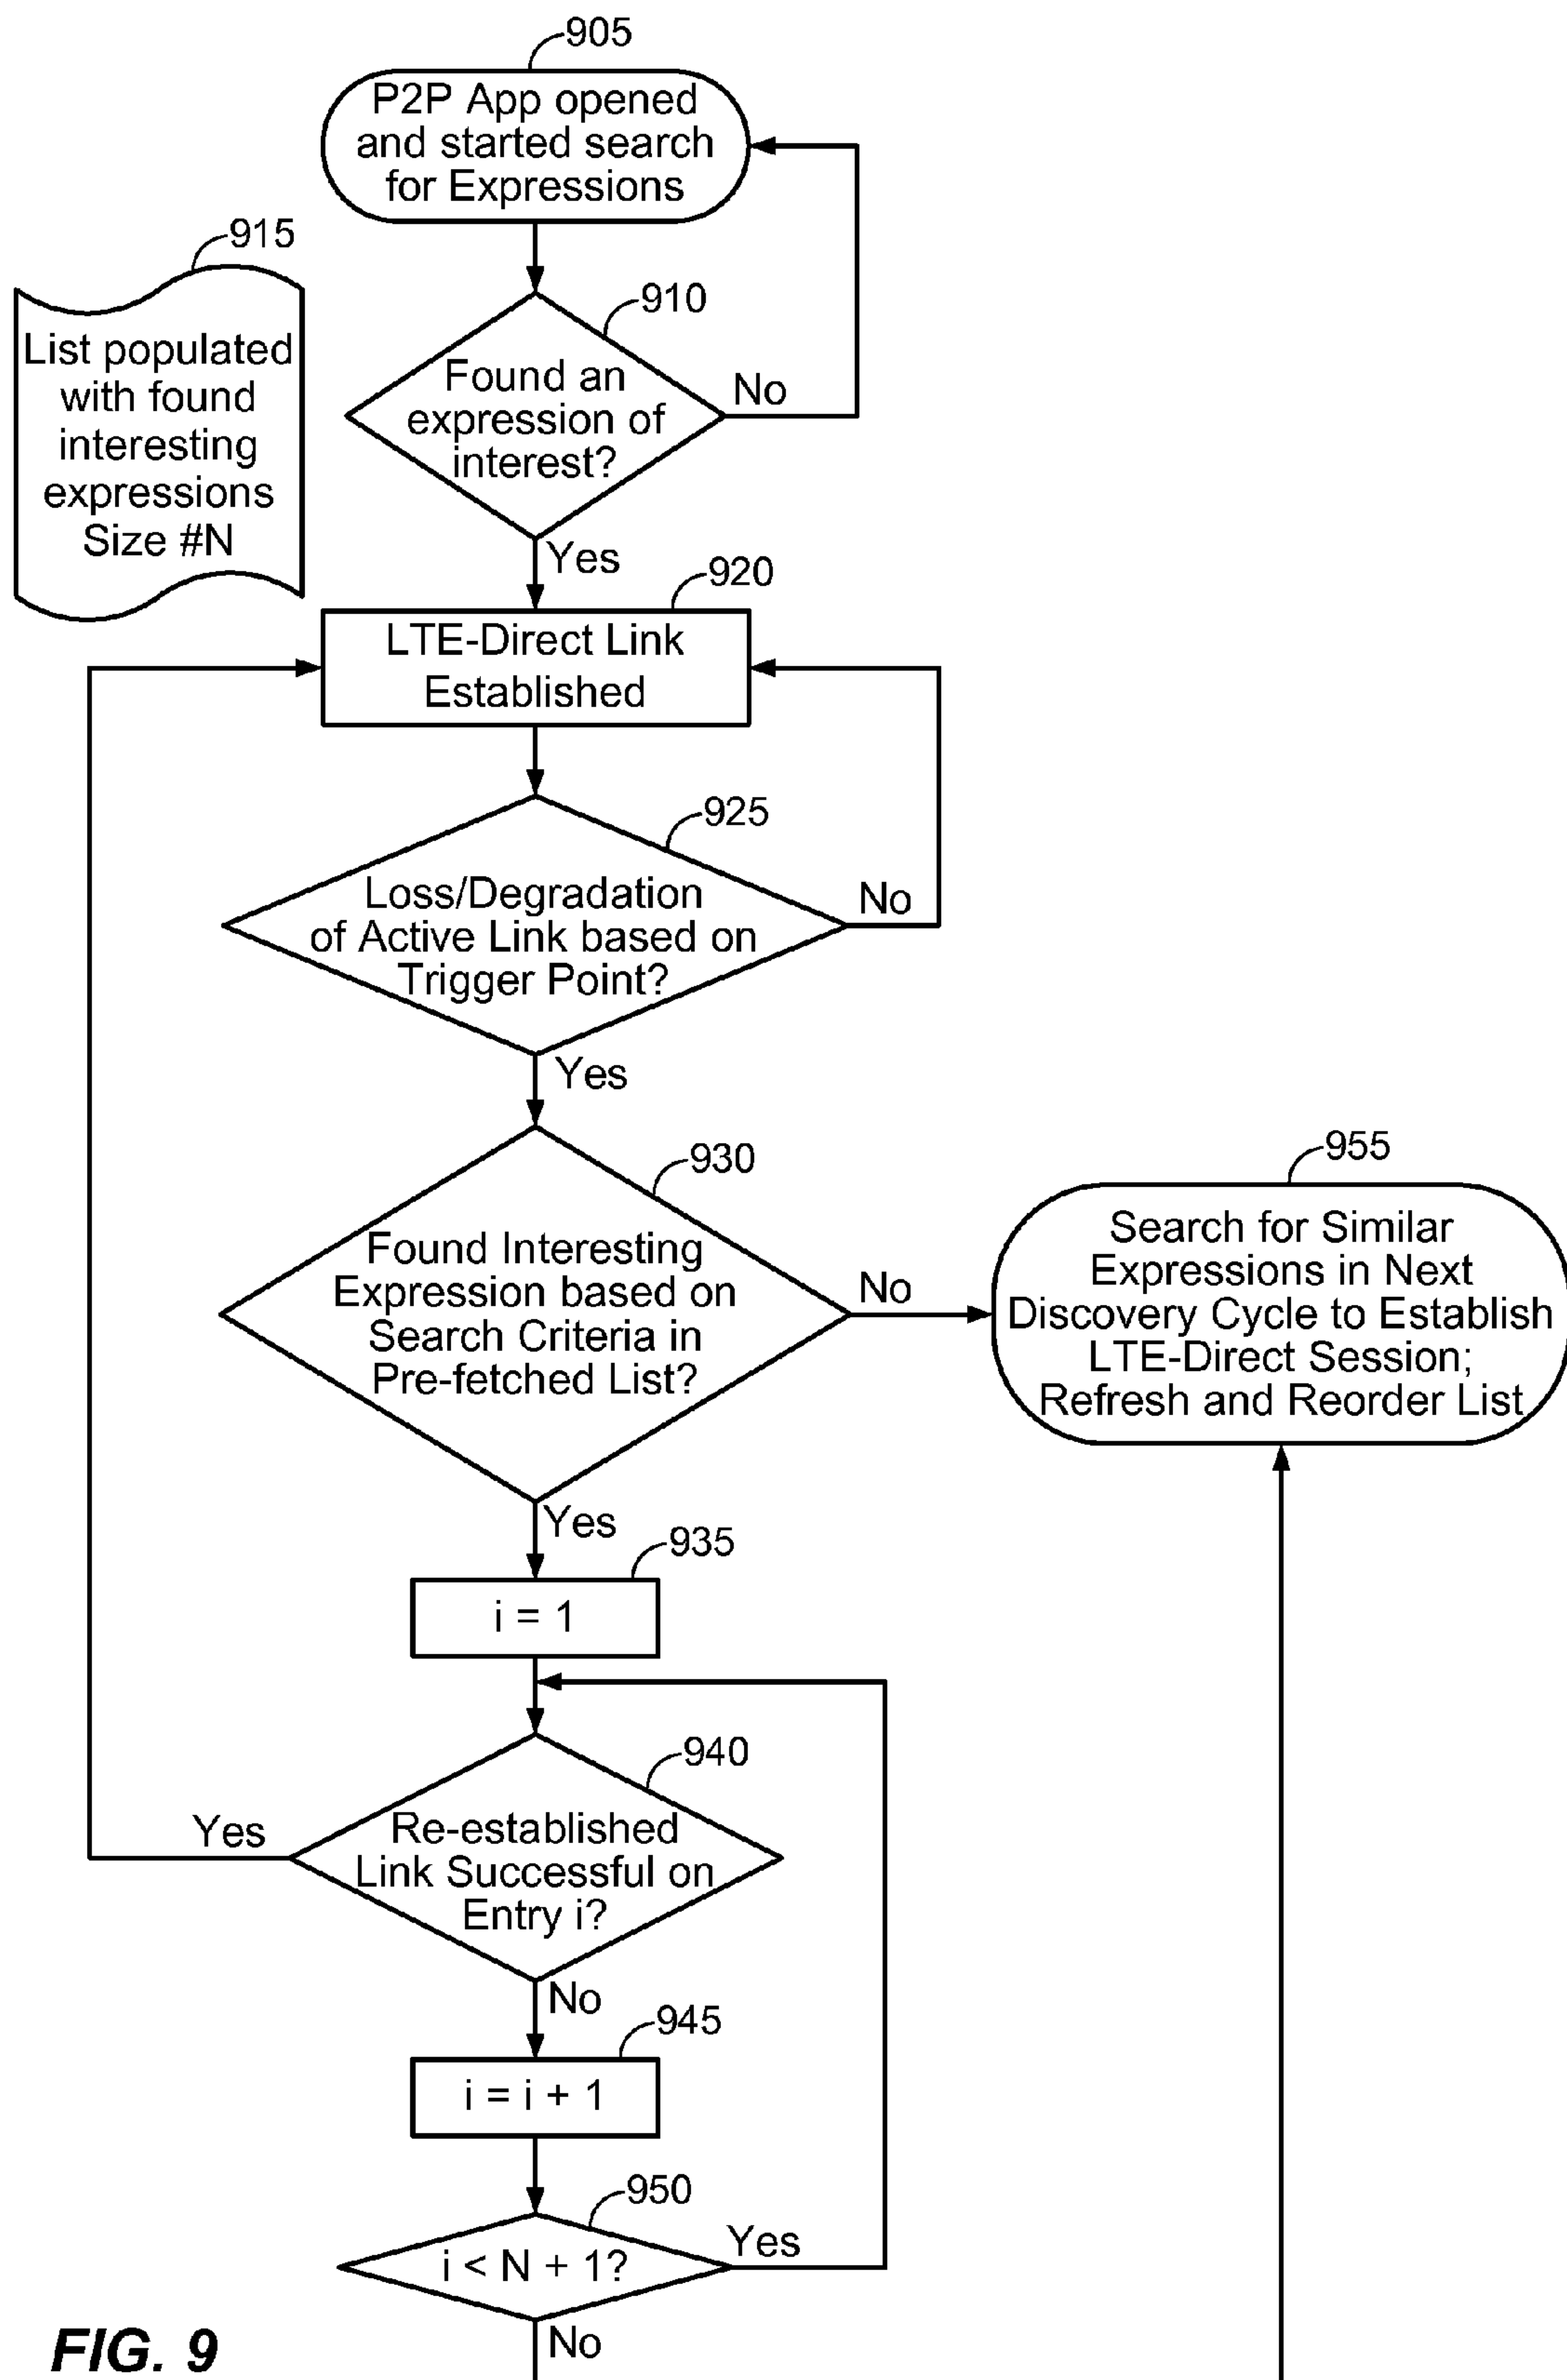 905
P2P App opened
and started search
for Expressions
915
List populated
with found
interesting
expressions
Size #N
910
Found an
expression of
interest?
No
Yes
920
LTE-Direct Link
Established
925
Loss/Degradation
of Active Link based on
Trigger Point?
No
Yes
930
Found Interesting
Expression based on
Search Criteria in
Pre-fetched List?
No
955
Search for Similar
Expressions in Next
Discovery Cycle to Establish
LTE-Direct Session;
Refresh and Reorder List
Yes
935
i = 1
940
Re-established
Link Successful on
Entry i?
Yes
No
945
i = i + 1
950
i < N + 1?
Yes
No
FIG. 9